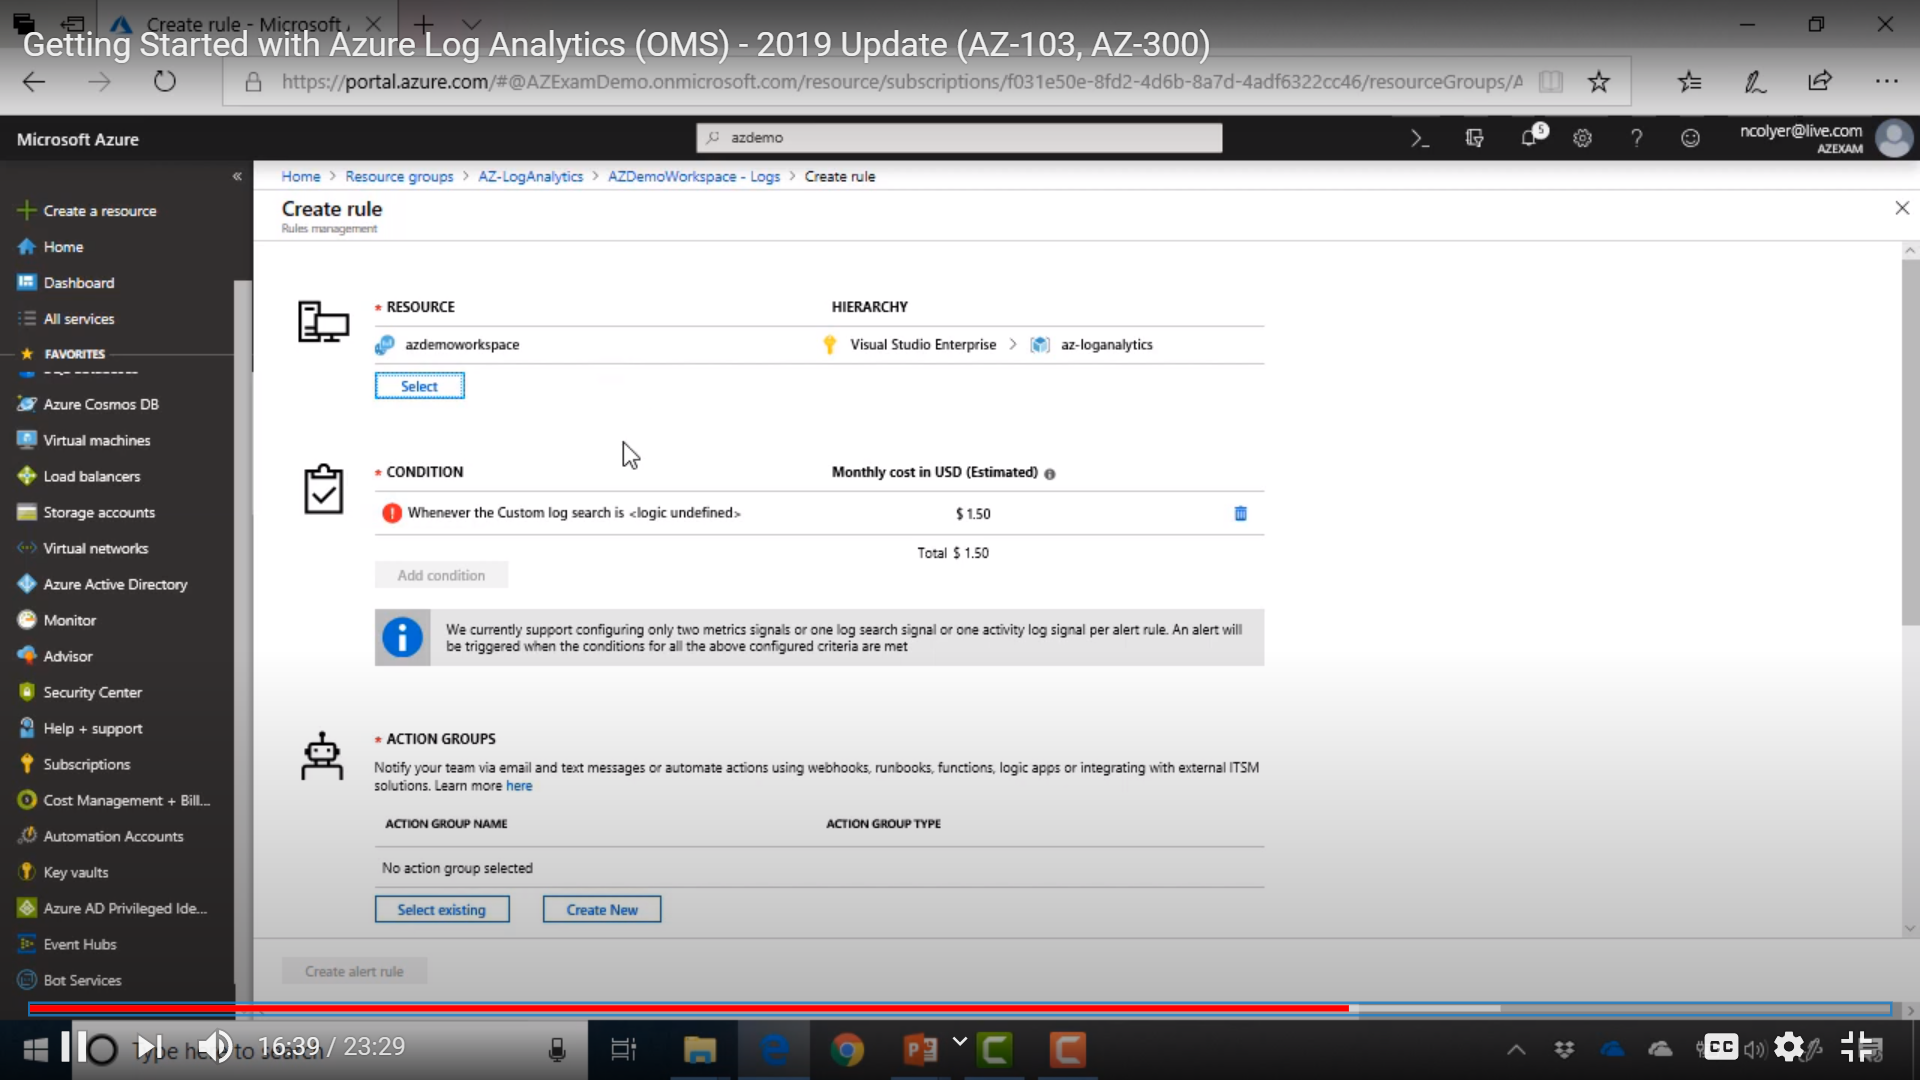 Create rule - Microsoft
Getting Started with Azure Log Analytics (OMS) - 2019 Update (AZ-103, AZ-300)
https://portal.azure.com/#@AZExamDemo.onmicrosoft.com/resource/subscriptions/f031e50e-8fd2-4d6b-8a7d-4adf6322cc46/resourceGroups/A
Microsoft Azure
azdemo
5
ncolyer@live.com
AZEXAM
Home > Resource groups > AZ-LogAnalytics > AZDemoWorkspace - Logs > Create rule
Create rule
Rules management
Create a resource
Home
Dashboard
All services
FAVORITES
Azure Cosmos DB
Virtual machines
Load balancers
Storage accounts
Virtual networks
Azure Active Directory
Monitor
Advisor
Security Center
Help + support
Subscriptions
Cost Management + Bill...
Automation Accounts
Key vaults
Azure AD Privileged Ide...
Event Hubs
Bot Services
* RESOURCE
HIERARCHY
azdemoworkspace
Visual Studio Enterprise > az-loganalytics
Select
* CONDITION
Monthly cost in USD (Estimated)
Whenever the Custom log search is <logic undefined>
$ 1.50
Total $ 1.50
Add condition
We currently support configuring only two metrics signals or one log search signal or one activity log signal per alert rule. An alert will
be triggered when the conditions for all the above configured criteria are met
* ACTION GROUPS
Notify your team via email and text messages or automate actions using webhooks, runbooks, functions, logic apps or integrating with external ITSM
solutions. Learn more here
ACTION GROUP NAME
ACTION GROUP TYPE
No action group selected
Select existing
Create New
Create alert rule
Type here to search
16:39 / 23:29
CC